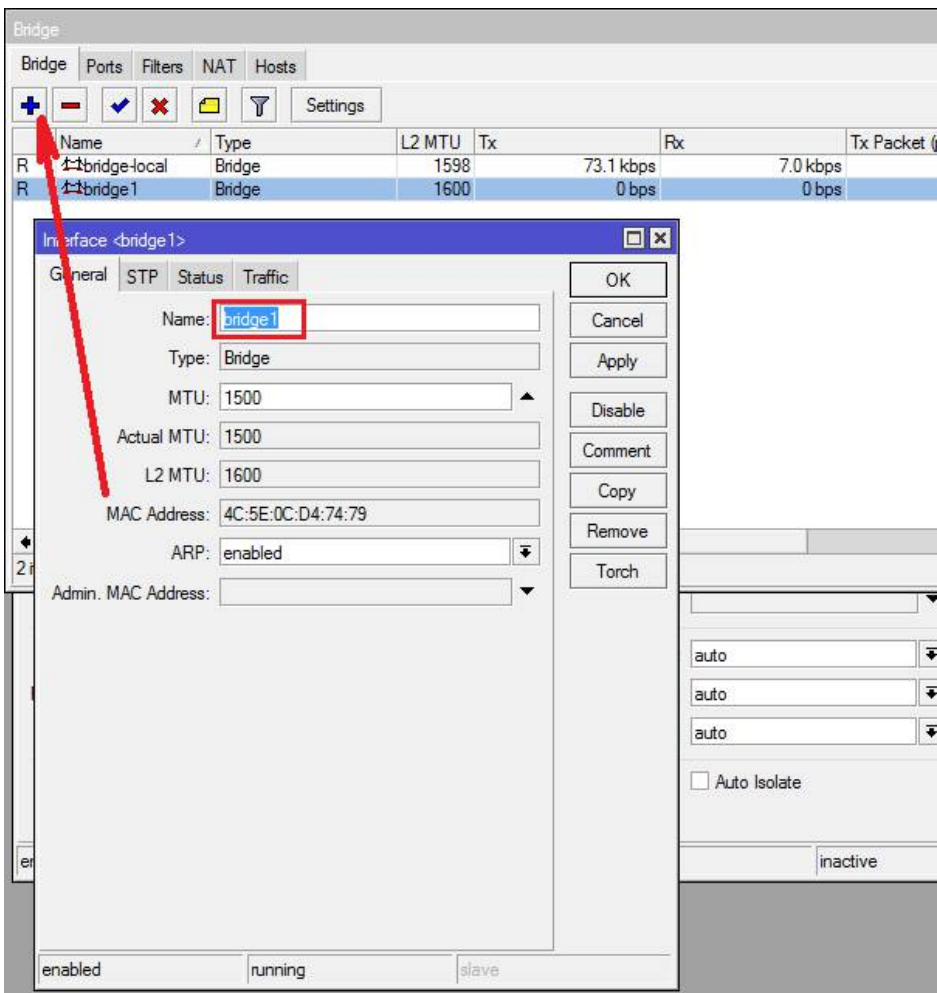 Bridge
Bridge Ports Filters NAT Hosts
Settings
Name / Type L2 MTU Tx Rx Tx Packet (
R bridge-local Bridge 1598 73.1 kbps 7.0 kbps
R bridge1 Bridge 1600 0 bps 0 bps
Interface <bridge1>
General STP Status Traffic
OK
Name: bridge1
Cancel
Type: Bridge
Apply
MTU: 1500
Disable
Actual MTU: 1500
Comment
L2 MTU: 1600
Copy
MAC Address: 4C:5E:0C:D4:74:79
Remove
ARP: enabled
Torch
2 i
Admin. MAC Address:
auto
auto
auto
Auto Isolate
er
inactive
enabled running slave